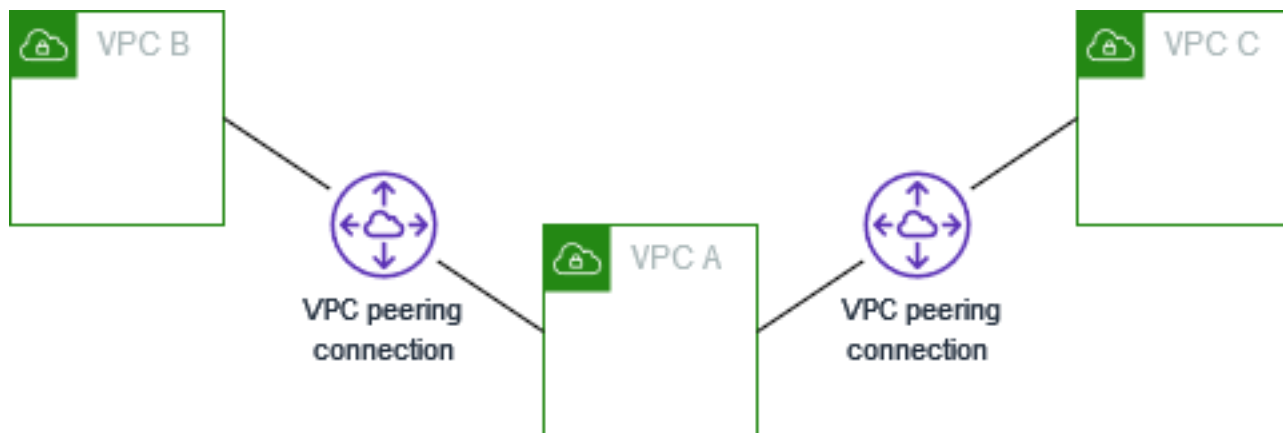 VPC B
VPC C
VPC A
VPC peering
connection
VPC peering
connection